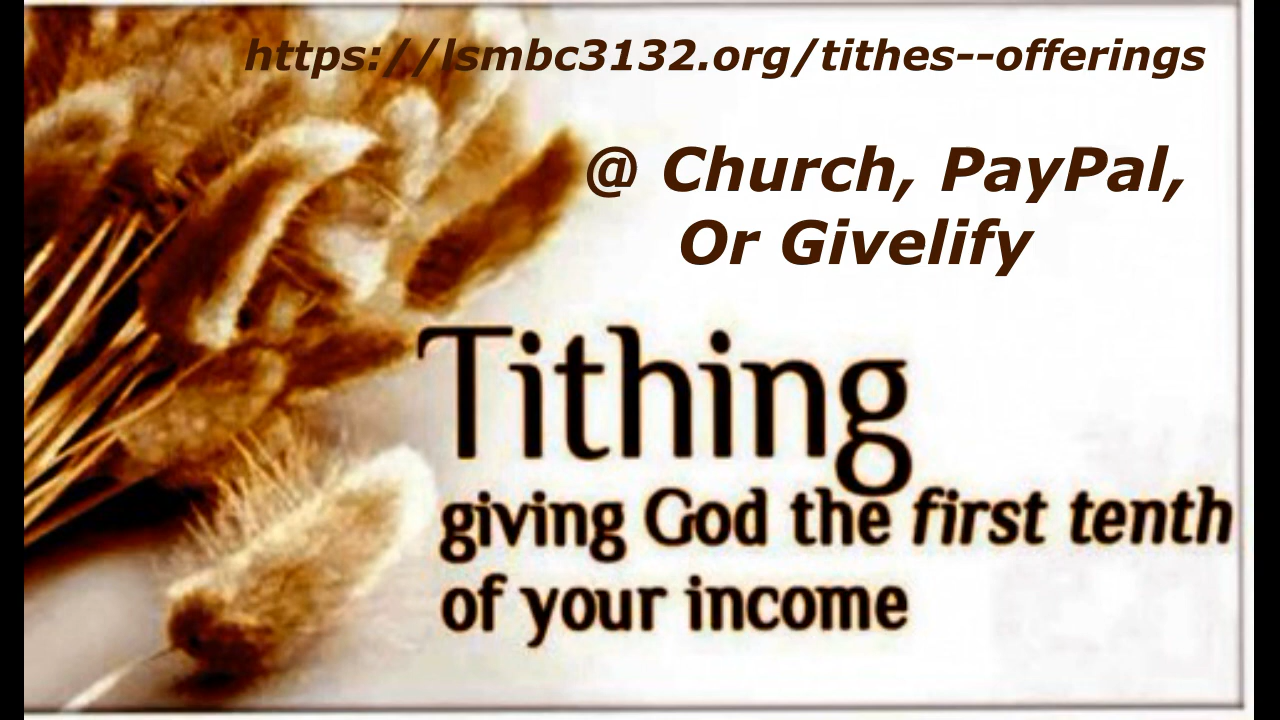 https://lsmbc3132.org/tithes--offerings
@ Church, PayPal,
Or Givelify
Tithing
giving God the first tenth
of your income